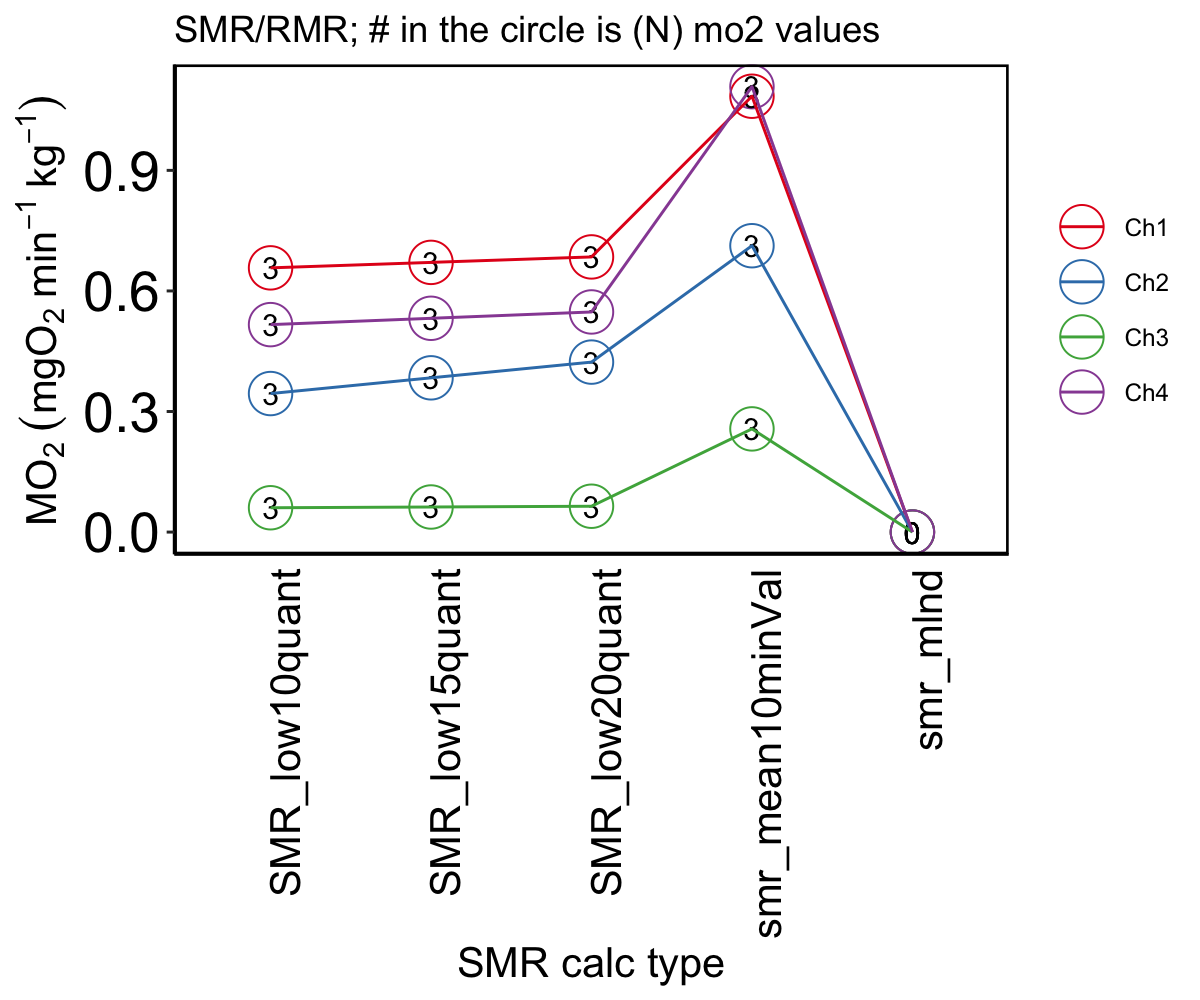 SMR/RMR; # in the circle is (N) mo2 values
MO₂ (mgO₂ min⁻¹ kg⁻¹)
0.9
0.6
0.3
0.0
3 3 3 3 0
3 3 3 3
3 3 3 3
3 3 3 3
SMR_low10quant
SMR_low15quant
SMR_low20quant
smr_mean10minVal
smr_mlnd
SMR calc type
Ch1
Ch2
Ch3
Ch4